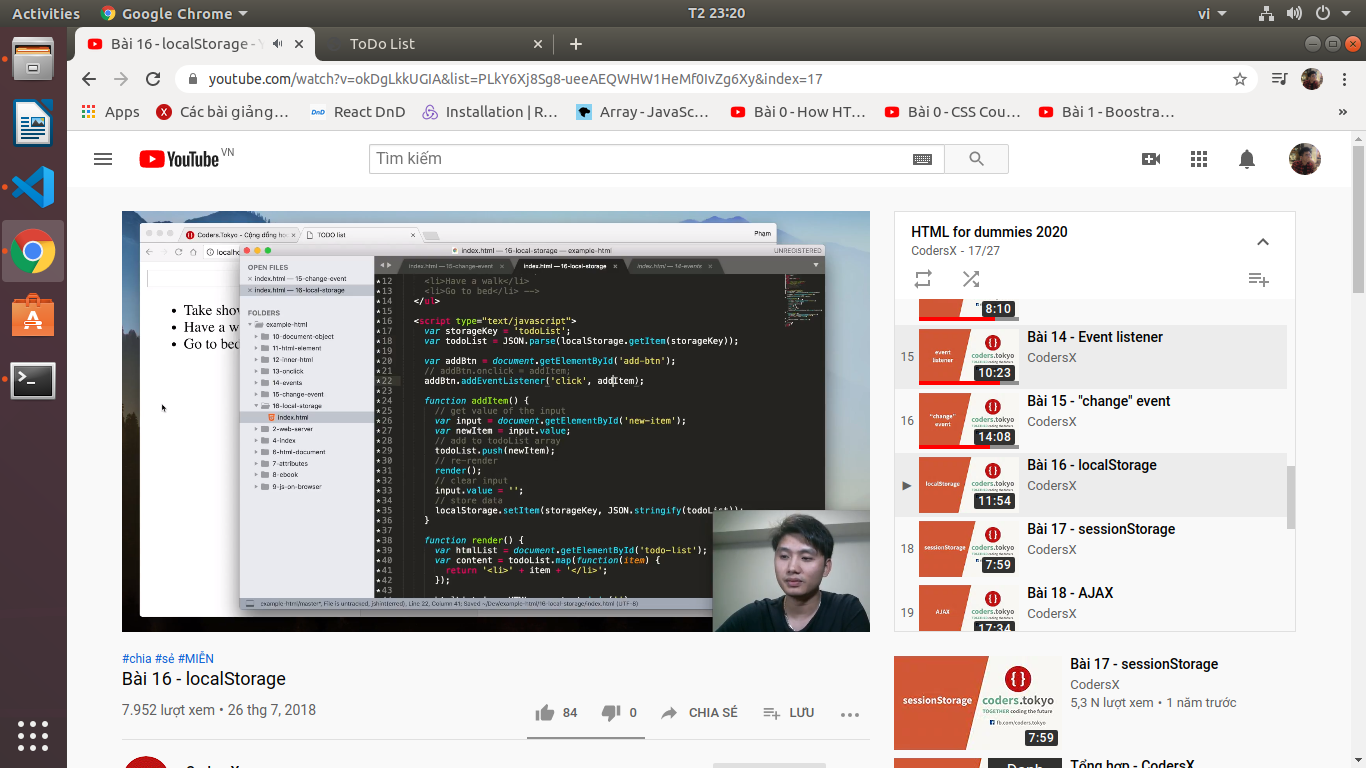 Activities
Google Chrome
T2 23:20
vi
Bài 16 - localStorage - Y
ToDo List
youtube.com/watch?v=okDgLkkUGIA&list=PLkY6Xj8Sg8-ueeAEQWHW1HeMf0IvZg6Xy&index=17
Apps
Các bài giảng…
DnD
React DnD
Installation | R…
Array - JavaSc…
Bài 0 - How HT…
Bài 0 - CSS Cou…
Bài 1 - Boostra…
»
YouTube VN
Tìm kiếm
Coders.Tokyo - Cộng đồng họ
TODO list
Pham
localho
index.html — 16-local-storage — example-html
UNREGISTERED
OPEN FILES
index.html — 15-change-event
index.html — 16-local-storage
FOLDERS
example-html
10-document-object
11-html-element
12-inner-html
13-onclick
14-events
15-change-event
16-local-storage
index.html
2-web-server
4-index
6-html-document
7-attributes
8-ebook
9-js-on-browser
Take show
Have a w
Go to bed
index.html — 15-change-event
index.html — 16-local-storage
index.html — 14-events
12 <li>Have a walk</li>
13 <li>Go to bed</li> -->
14 </ul>
15
16 <script type="text/javascript">
17 var storageKey = 'todoList';
18 var todoList = JSON.parse(localStorage.getItem(storageKey));
19
20 var addBtn = document.getElementById('add-btn');
21 // addBtn.onclick = addItem;
22 addBtn.addEventListener('click', addItem);
23
24 function addItem() {
25 // get value of the input
26 var input = document.getElementById('new-item');
27 var newItem = input.value;
28 // add to todoList array
29 todoList.push(newItem);
30 // re-render
31 render();
32 // clear input
33 input.value = '';
34 // store data
35 localStorage.setItem(storageKey, JSON.stringify(todoList));
36 }
37
38 function render() {
39 var htmlList = document.getElementById('todo-list');
40 var content = todoList.map(function(item) {
41 return '<li>' + item + '</li>';
42 });
43
example-html/master*, File is untracked, jsh(interred), Line 22, Column 41; Saved ~/Dev/example-html/16-local-storage/index.html (UTF-8)
#chia #sẻ #MIỄN
Bài 16 - localStorage
7.952 lượt xem • 26 thg 7, 2018
84
0
CHIA SẺ
LƯU
HTML for dummies 2020
CodersX - 17/27
8:10
15
event listener
coders.tokyo
10:23
Bài 14 - Event listener
CodersX
16
"change" event
coders.tokyo
14:08
Bài 15 - "change" event
CodersX
localStorage
coders.tokyo
11:54
Bài 16 - localStorage
CodersX
18
sessionStorage
coders.tokyo
7:59
Bài 17 - sessionStorage
CodersX
19
AJAX
coders.tokyo
17:34
Bài 18 - AJAX
CodersX
sessionStorage
coders.tokyo
TOGETHER coding the future
fb.com/coders.tokyo
7:59
Bài 17 - sessionStorage
CodersX
5,3 N lượt xem • 1 năm trước
Tổng hợp - CodersX